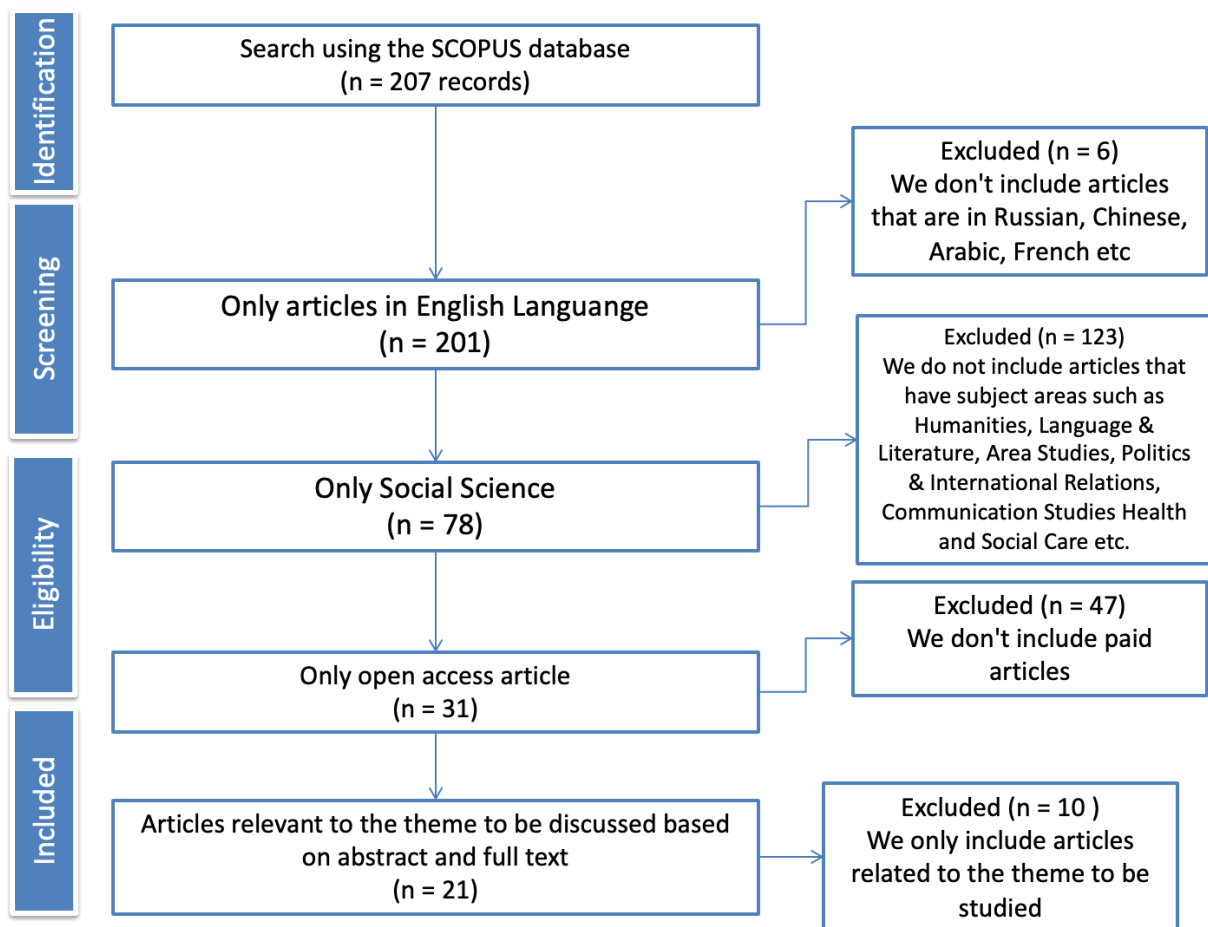 Identification
Search using the SCOPUS database
(n = 207 records)
Excluded (n = 6)
We don't include articles
that are in Russian, Chinese,
Arabic, French etc
Screening
Only articles in English Languange
(n = 201)
Excluded (n = 123)
We do not include articles that
have subject areas such as
Humanities, Language &
Literature, Area Studies, Politics
& International Relations,
Communication Studies Health
and Social Care etc.
Eligibility
Only Social Science
(n = 78)
Excluded (n = 47)
We don't include paid
articles
Only open access article
(n = 31)
Included
Articles relevant to the theme to be discussed based
on abstract and full text
(n = 21)
Excluded (n = 10 )
We only include articles
related to the theme to be
studied